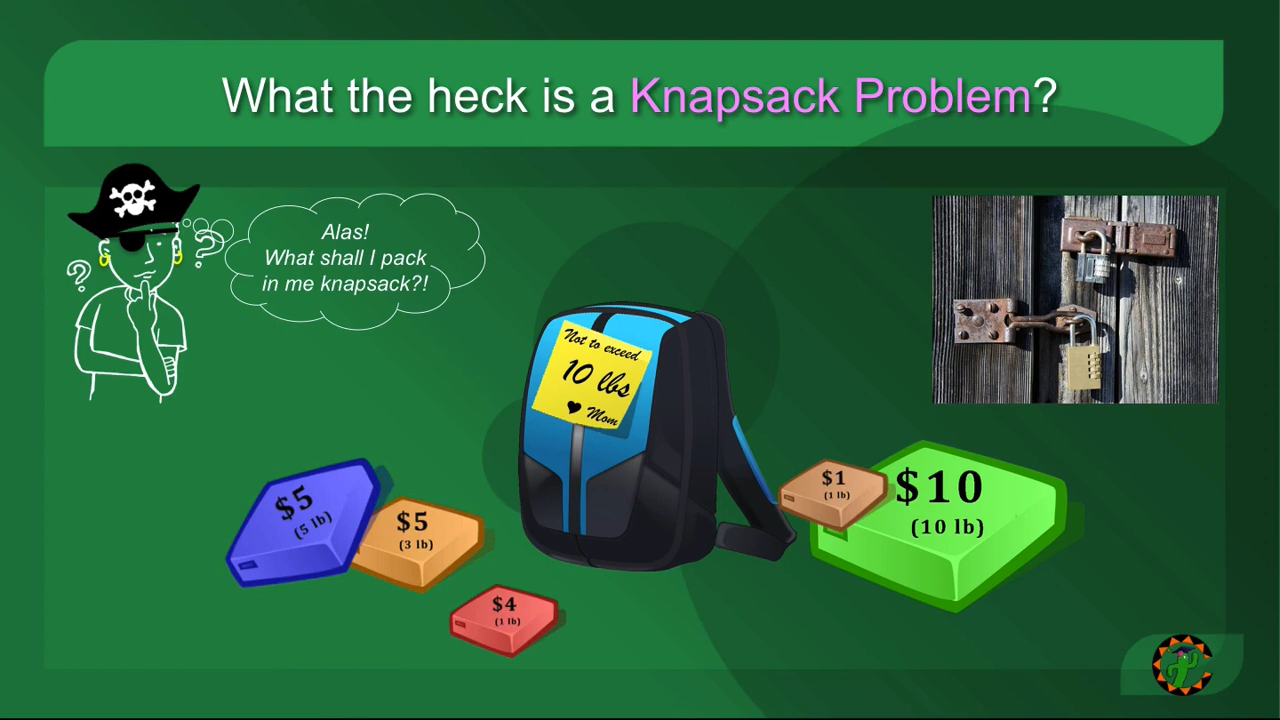 What the heck is a Knapsack Problem?
Alas!
What shall I pack
in me knapsack?!
?
?
Not to exceed
10 lbs
♥ Mom
$5
(5 lb)
$5
(3 lb)
$4
(1 lb)
$1
(1 lb)
$10
(10 lb)